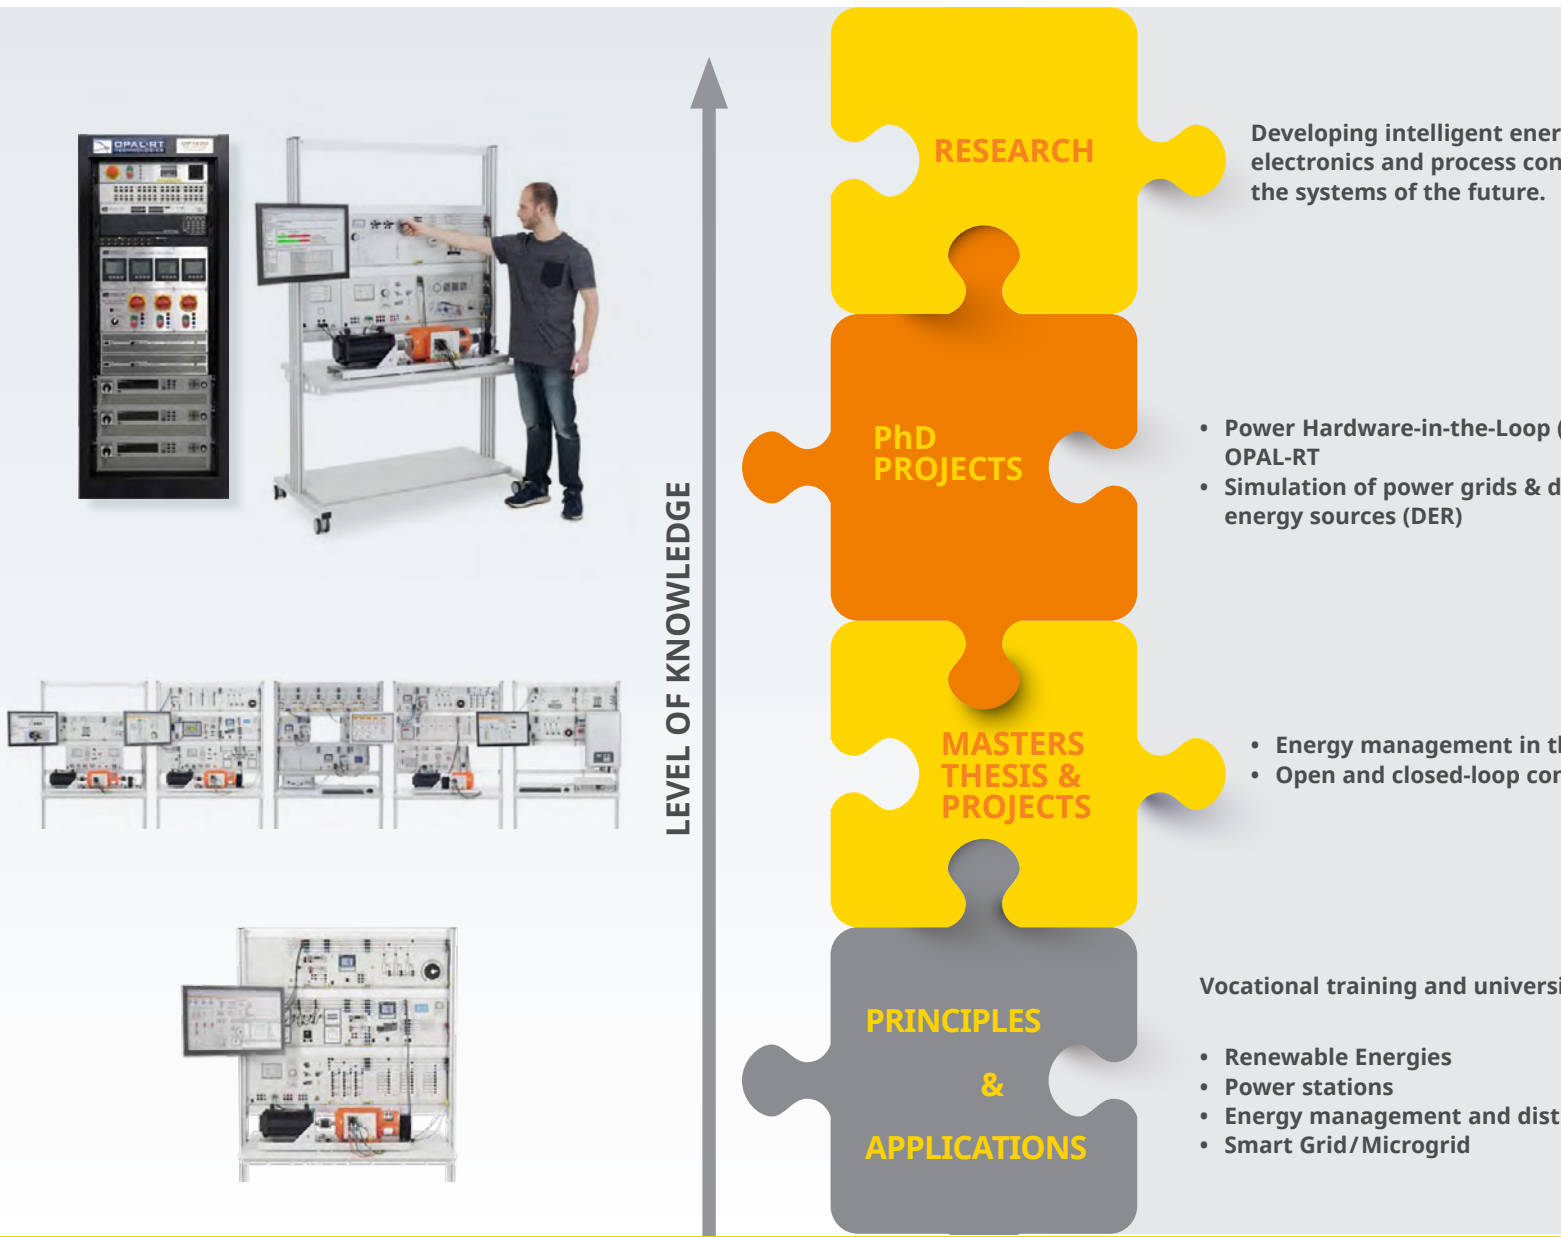 OPAL-RT
TECHNOLOGIES
LEVEL OF KNOWLEDGE
RESEARCH
Developing intelligent ener
electronics and process con
the systems of the future.
PhD
PROJECTS
• Power Hardware-in-the-Loop (
OPAL-RT
• Simulation of power grids & d
energy sources (DER)
MASTERS
THESIS &
PROJECTS
• Energy management in th
• Open and closed-loop con
PRINCIPLES
&
APPLICATIONS
Vocational training and universi
• Renewable Energies
• Power stations
• Energy management and dist
• Smart Grid/Microgrid